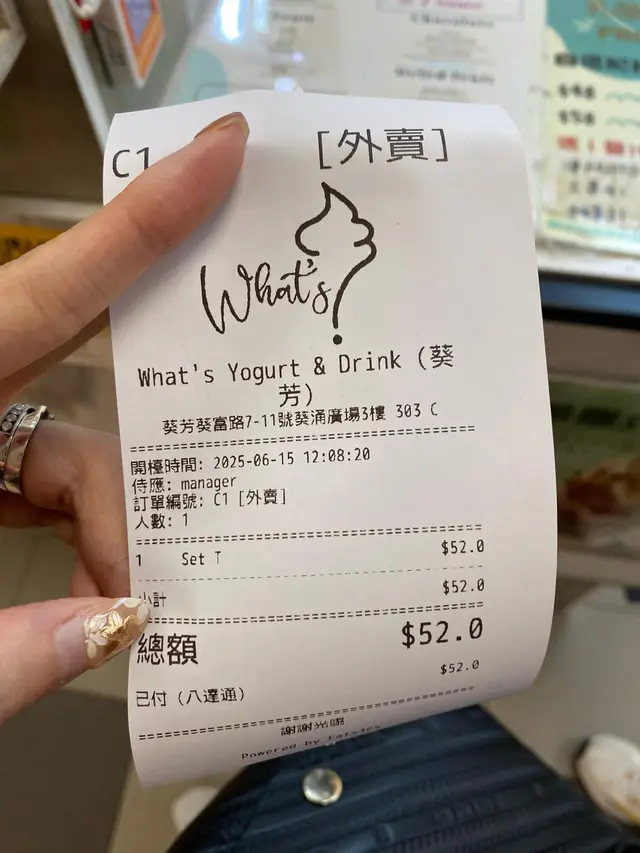 C1 [外賣]
What's
What's Yogurt & Drink (葵
芳)
葵芳葵富路7-11號葵涌廣場3樓 303 C
開檯時間: 2025-06-15 12:08:20
侍應: manager
訂單編號: C1 [外賣]
人數: 1
1 Set T $52.0
小計 $52.0
總額 $52.0
已付 (八達通) $52.0
謝謝光臨
Powered by
$48
$58